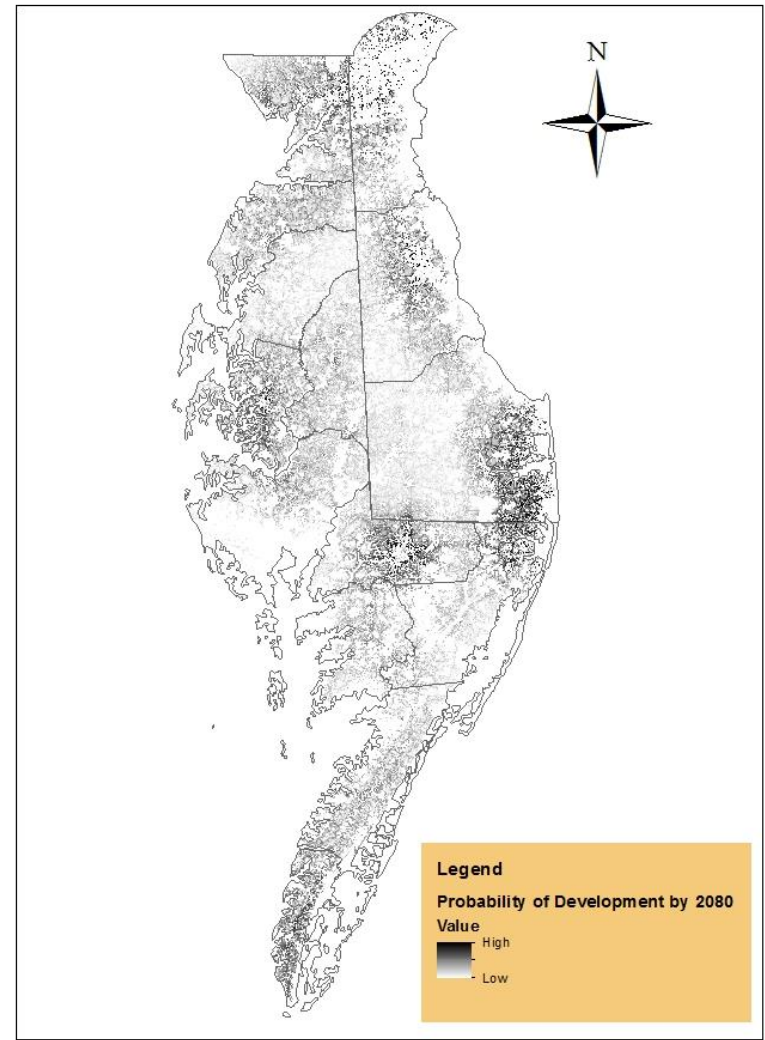 N
Legend
Probability of Development by 2080
Value
High
Low